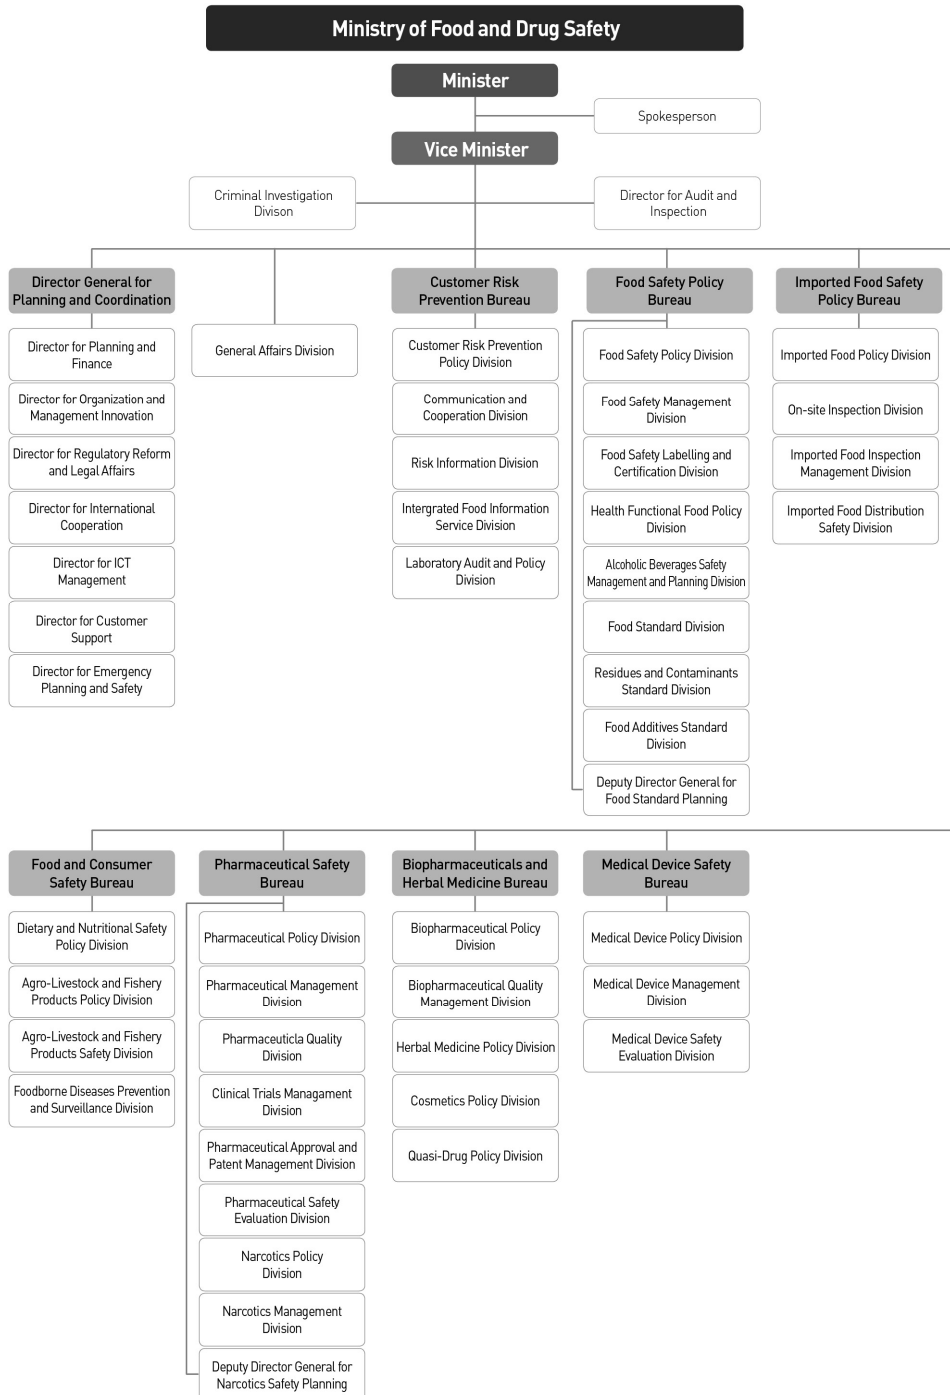 Ministry of Food and Drug Safety
Minister
Spokesperson
Vice Minister
Criminal Investigation
Divison
Director for Audit and
Inspection
Director General for
Planning and Coordination
Director for Planning and
Finance
Director for Organization and
Management Innovation
Director for Regulatory Reform
and Legal Affairs
Director for International
Cooperation
Director for ICT
Management
Director for Customer
Support
Director for Emergency
Planning and Safety
General Affairs Division
Customer Risk
Prevention Bureau
Customer Risk Prevention
Policy Division
Communication and
Cooperation Division
Risk Information Division
Intergrated Food Information
Service Division
Laboratory Audit and Policy
Division
Food Safety Policy
Bureau
Food Safety Policy Division
Food Safety Management
Division
Food Safety Labelling and
Certification Division
Health Functional Food Policy
Division
Alcoholic Beverages Safety
Management and Planning Division
Food Standard Division
Residues and Contaminants
Standard Division
Food Additives Standard
Division
Deputy Director General for
Food Standard Planning
Imported Food Safety
Policy Bureau
Imported Food Policy Division
On-site Inspection Division
Imported Food Inspection
Management Division
Imported Food Distribution
Safety Division
Food and Consumer
Safety Bureau
Dietary and Nutritional Safety
Policy Division
Agro-Livestock and Fishery
Products Policy Division
Agro-Livestock and Fishery
Products Safety Division
Foodborne Diseases Prevention
and Surveillance Division
Pharmaceutical Safety
Bureau
Pharmaceutical Policy Division
Pharmaceutical Management
Division
Pharmaceuticla Quality
Division
Clinical Trials Managament
Division
Pharmaceutical Approval and
Patent Management Division
Pharmaceutical Safety
Evaluation Division
Narcotics Policy
Division
Narcotics Management
Division
Deputy Director General for
Narcotics Safety Planning
Biopharmaceuticals and
Herbal Medicine Bureau
Biopharmaceutical Policy
Division
Biopharmaceutical Quality
Management Division
Herbal Medicine Policy Division
Cosmetics Policy Division
Quasi-Drug Policy Division
Medical Device Safety
Bureau
Medical Device Policy Division
Medical Device Management
Division
Medical Device Safety
Evaluation Division